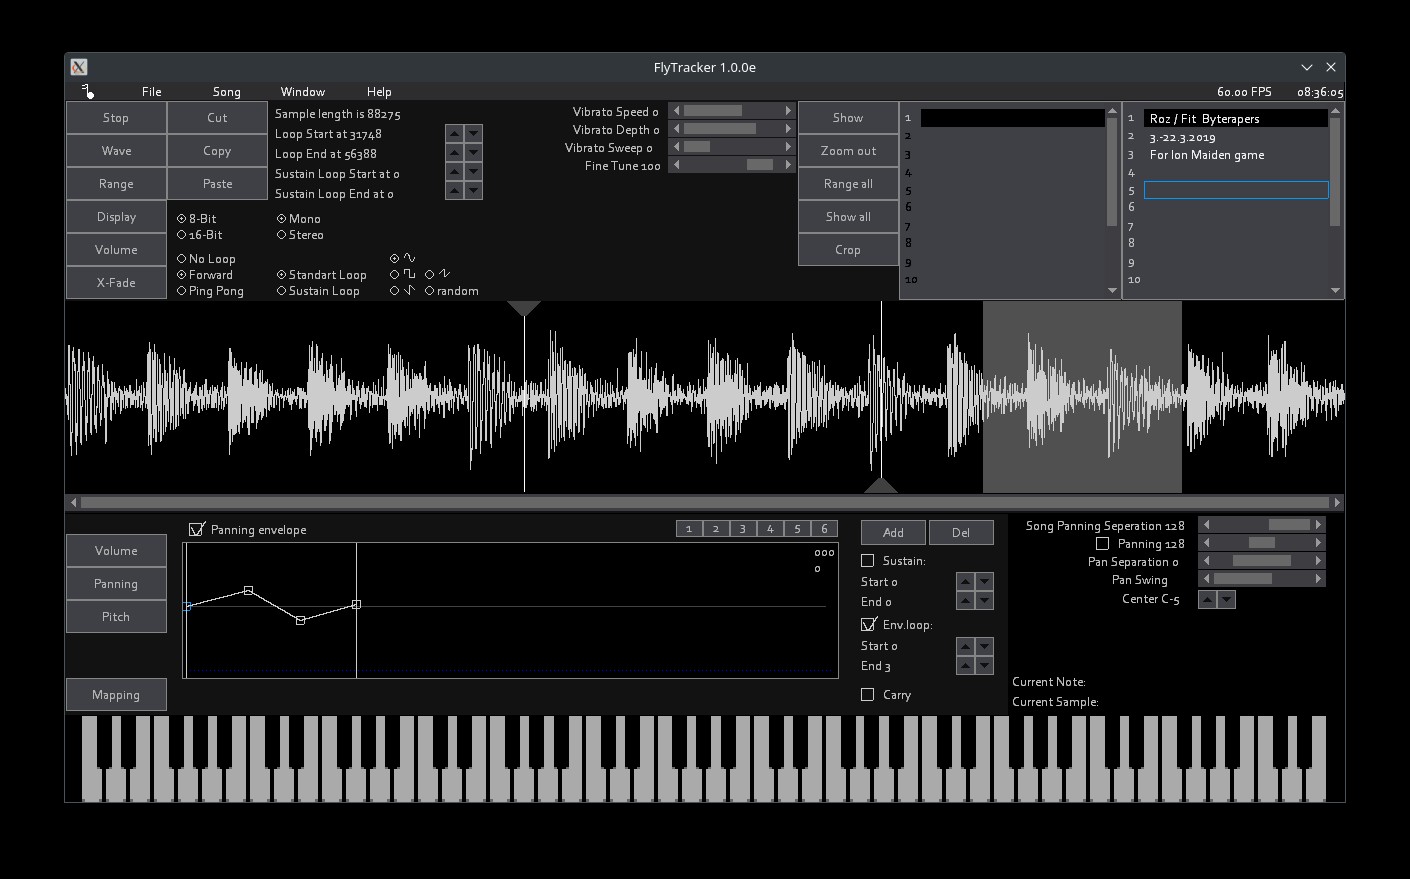 FlyTracker 1.0.0e
File Song Window Help 60.00 FPS 08:36:05
Stop
Wave
Range
Display
Volume
X-Fade
Cut
Copy
Paste
Sample length is 88275
Loop Start at 31748
Loop End at 56388
Sustain Loop Start at 0
Sustain Loop End at 0
8-Bit Mono
16-Bit Stereo
No Loop
Forward Standart Loop
Ping Pong Sustain Loop random
Vibrato Speed 0
Vibrato Depth 0
Vibrato Sweep 0
Fine Tune 100
Show
Zoom out
Range all
Show all
Crop
1
2
3
4
5
6
7
8
9
10
1 Roz / Fit Byterapers
2 3.-22.3.2019
3 For Ion Maiden game
4
5
6
7
8
9
10
Volume
Panning
Pitch
Mapping
Panning envelope 1 2 3 4 5 6
000
0
Add Del
Sustain:
Start 0
End 0
Env.loop:
Start 0
End 3
Carry
Song Panning Seperation 128
Panning 128
Pan Separation 0
Pan Swing
Center C-5
Current Note:
Current Sample: